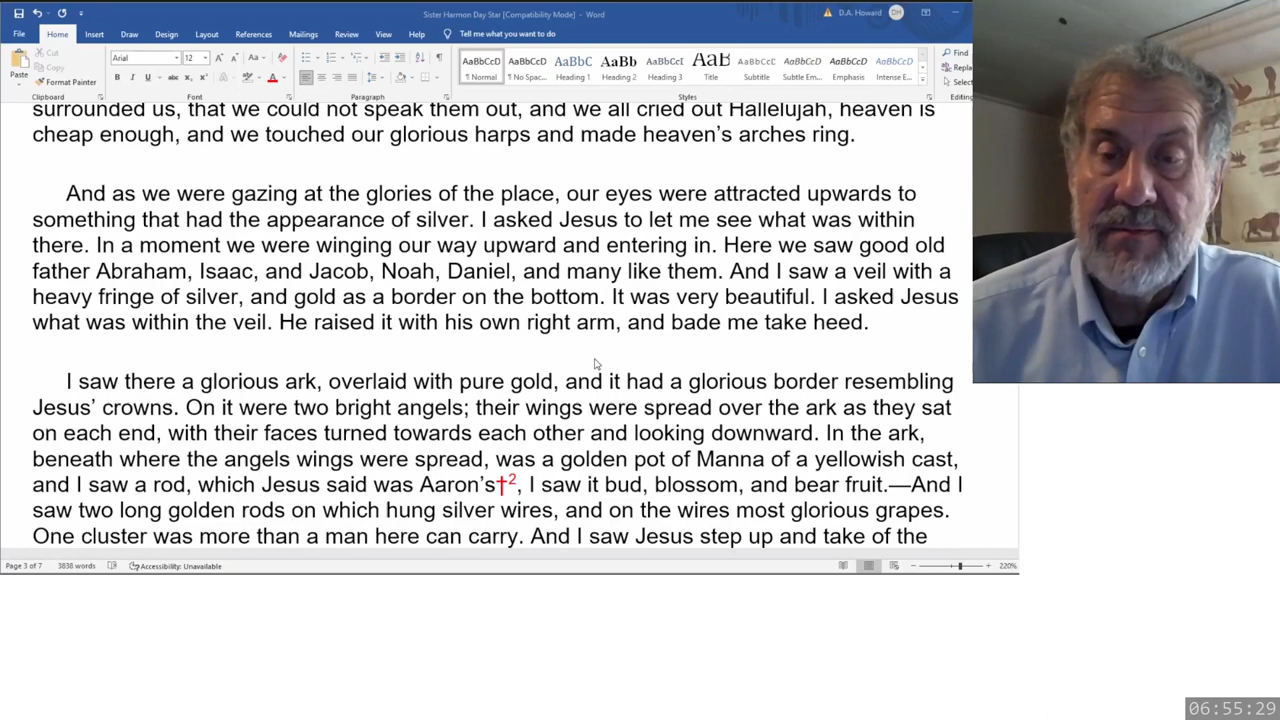 Sister Harmon Day Star [Compatibility Mode] - Word
D.A. Howard DH
File Home Insert Draw Design Layout References Mailings Review View Help Tell me what you want to do
Paste
Cut
Copy
Format Painter
Clipboard
Arial 12
Font
Paragraph
AaBbCcD AaBbCcD AaBbC AaBbC AaBbCcI AaB AaBbCcD AaBbCcD AaBbCcD AaBbCcD
¶ Normal ¶ No Spac... Heading 1 Heading 2 Heading 3 Title Subtitle Subtle Em... Emphasis Intense E...
Styles
Find
Repla
Select
Editing
surrounded us, that we could not speak them out, and we all cried out Hallelujah, heaven is
cheap enough, and we touched our glorious harps and made heaven’s arches ring.
And as we were gazing at the glories of the place, our eyes were attracted upwards to
something that had the appearance of silver. I asked Jesus to let me see what was within
there. In a moment we were winging our way upward and entering in. Here we saw good old
father Abraham, Isaac, and Jacob, Noah, Daniel, and many like them. And I saw a veil with a
heavy fringe of silver, and gold as a border on the bottom. It was very beautiful. I asked Jesus
what was within the veil. He raised it with his own right arm, and bade me take heed.
I saw there a glorious ark, overlaid with pure gold, and it had a glorious border resembling
Jesus’ crowns. On it were two bright angels; their wings were spread over the ark as they sat
on each end, with their faces turned towards each other and looking downward. In the ark,
beneath where the angels wings were spread, was a golden pot of Manna of a yellowish cast,
and I saw a rod, which Jesus said was Aaron’s†2, I saw it bud, blossom, and bear fruit.—And I
saw two long golden rods on which hung silver wires, and on the wires most glorious grapes.
One cluster was more than a man here can carry. And I saw Jesus step up and take of the
Page 3 of 7 3838 words Accessibility: Unavailable 220%
06:55:29